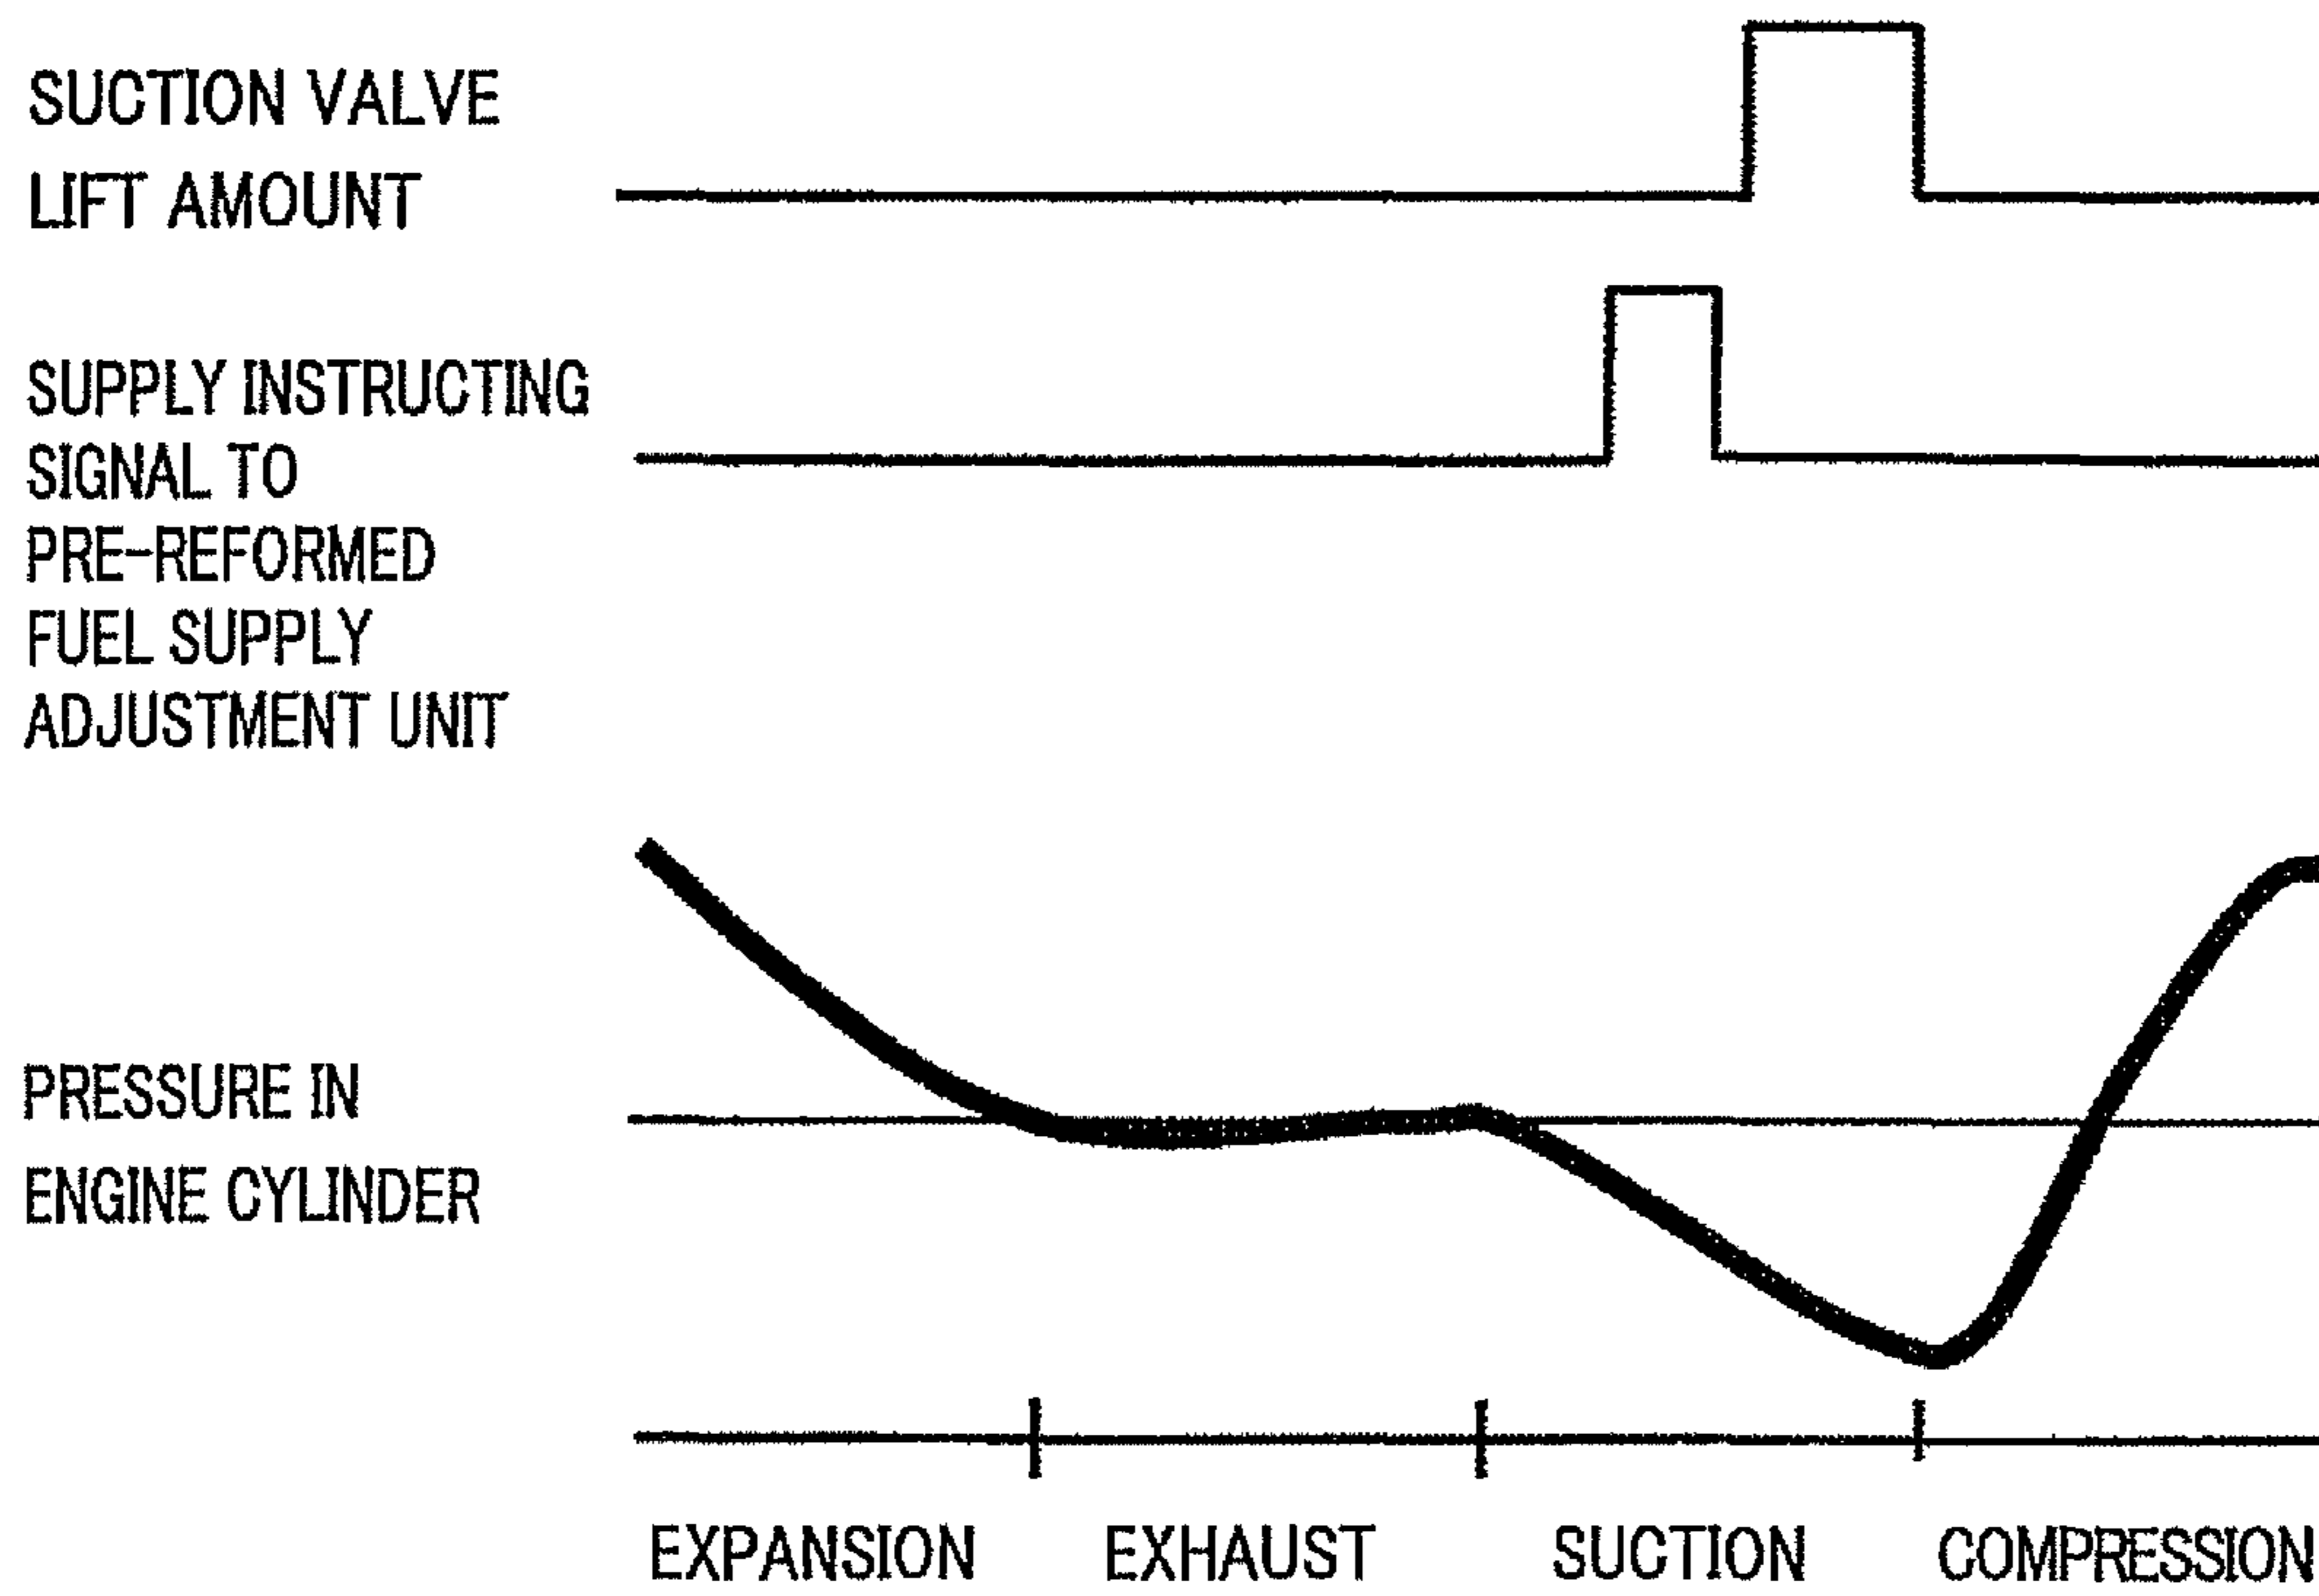 SUCTION VALVE
LIFT AMOUNT
SUPPLY INSTRUCTING
SIGNAL TO
PRE-REFORMED
FUEL SUPPLY
ADJUSTMENT UNIT
PRESSURE IN
ENGINE CYLINDER
EXPANSION EXHAUST SUCTION COMPRESSION